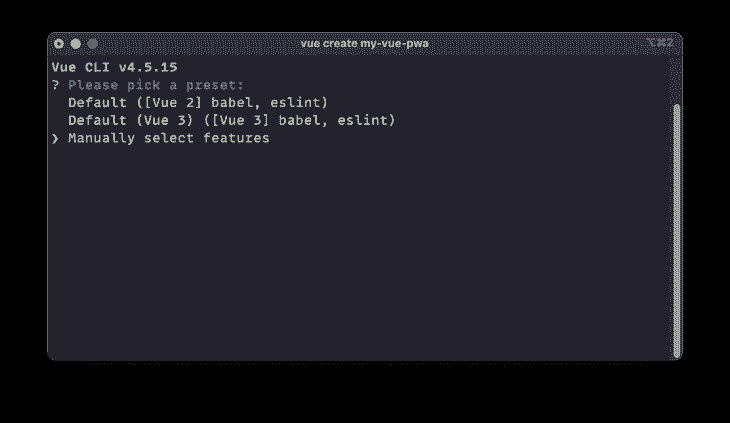 vue create my-vue-pwa
⌥⌘2
Vue CLI v4.5.15
? Please pick a preset:
Default ([Vue 2] babel, eslint)
Default (Vue 3) ([Vue 3] babel, eslint)
❯ Manually select features